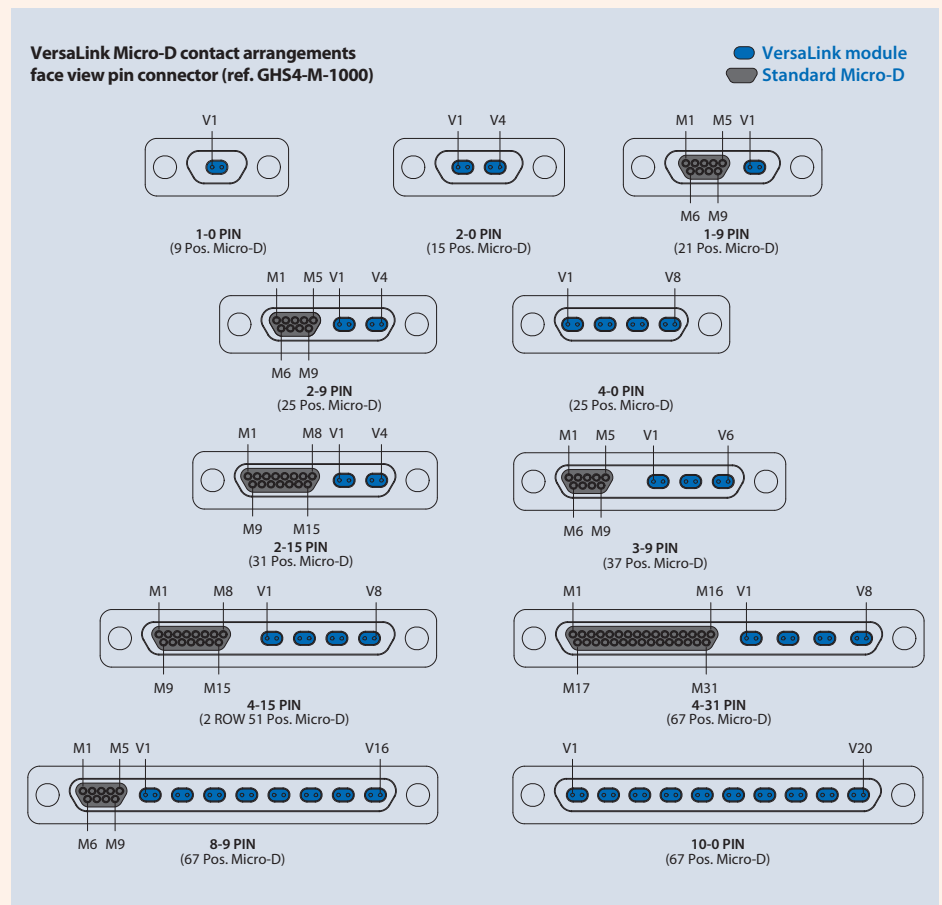 VersaLink Micro-D contact arrangements
face view pin connector (ref. GHS4-M-1000)
VersaLink module
Standard Micro-D
V1
1-0 PIN
(9 Pos. Micro-D)
V1 V4
2-0 PIN
(15 Pos. Micro-D)
M1 M5 V1
M6 M9
1-9 PIN
(21 Pos. Micro-D)
M1 M5 V1 V4
M6 M9
2-9 PIN
(25 Pos. Micro-D)
V1 V8
4-0 PIN
(25 Pos. Micro-D)
M1 M8 V1 V4
M9 M15
2-15 PIN
(31 Pos. Micro-D)
M1 M5 V1 V6
M6 M9
3-9 PIN
(37 Pos. Micro-D)
M1 M8 V1 V8
M9 M15
4-15 PIN
(2 ROW 51 Pos. Micro-D)
M1 M16 V1 V8
M17 M31
4-31 PIN
(67 Pos. Micro-D)
M1 M5 V1 V16
M6 M9
8-9 PIN
(67 Pos. Micro-D)
V1 V20
10-0 PIN
(67 Pos. Micro-D)